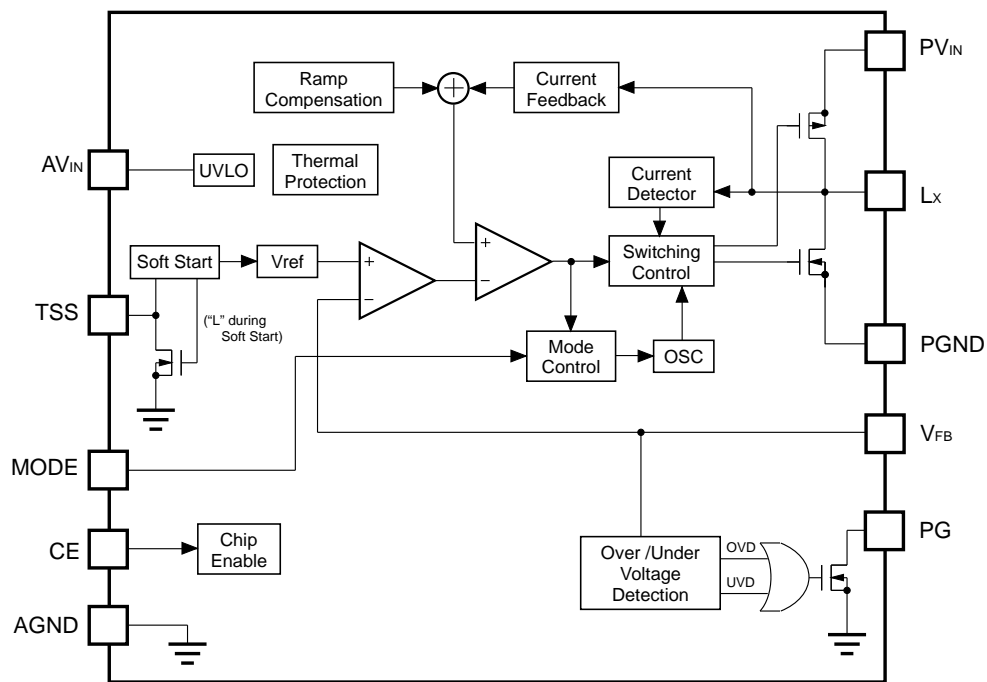 PVIN
Ramp
Compensation
+
Current
Feedback
AVIN
UVLO
Thermal
Protection
Current
Detector
LX
Soft Start
Vref
+
−
+
−
Switching
Control
TSS
("L" during
Soft Start)
Mode
Control
OSC
PGND
VFB
MODE
CE
Chip
Enable
Over /Under
Voltage
Detection
OVD
UVD
PG
AGND